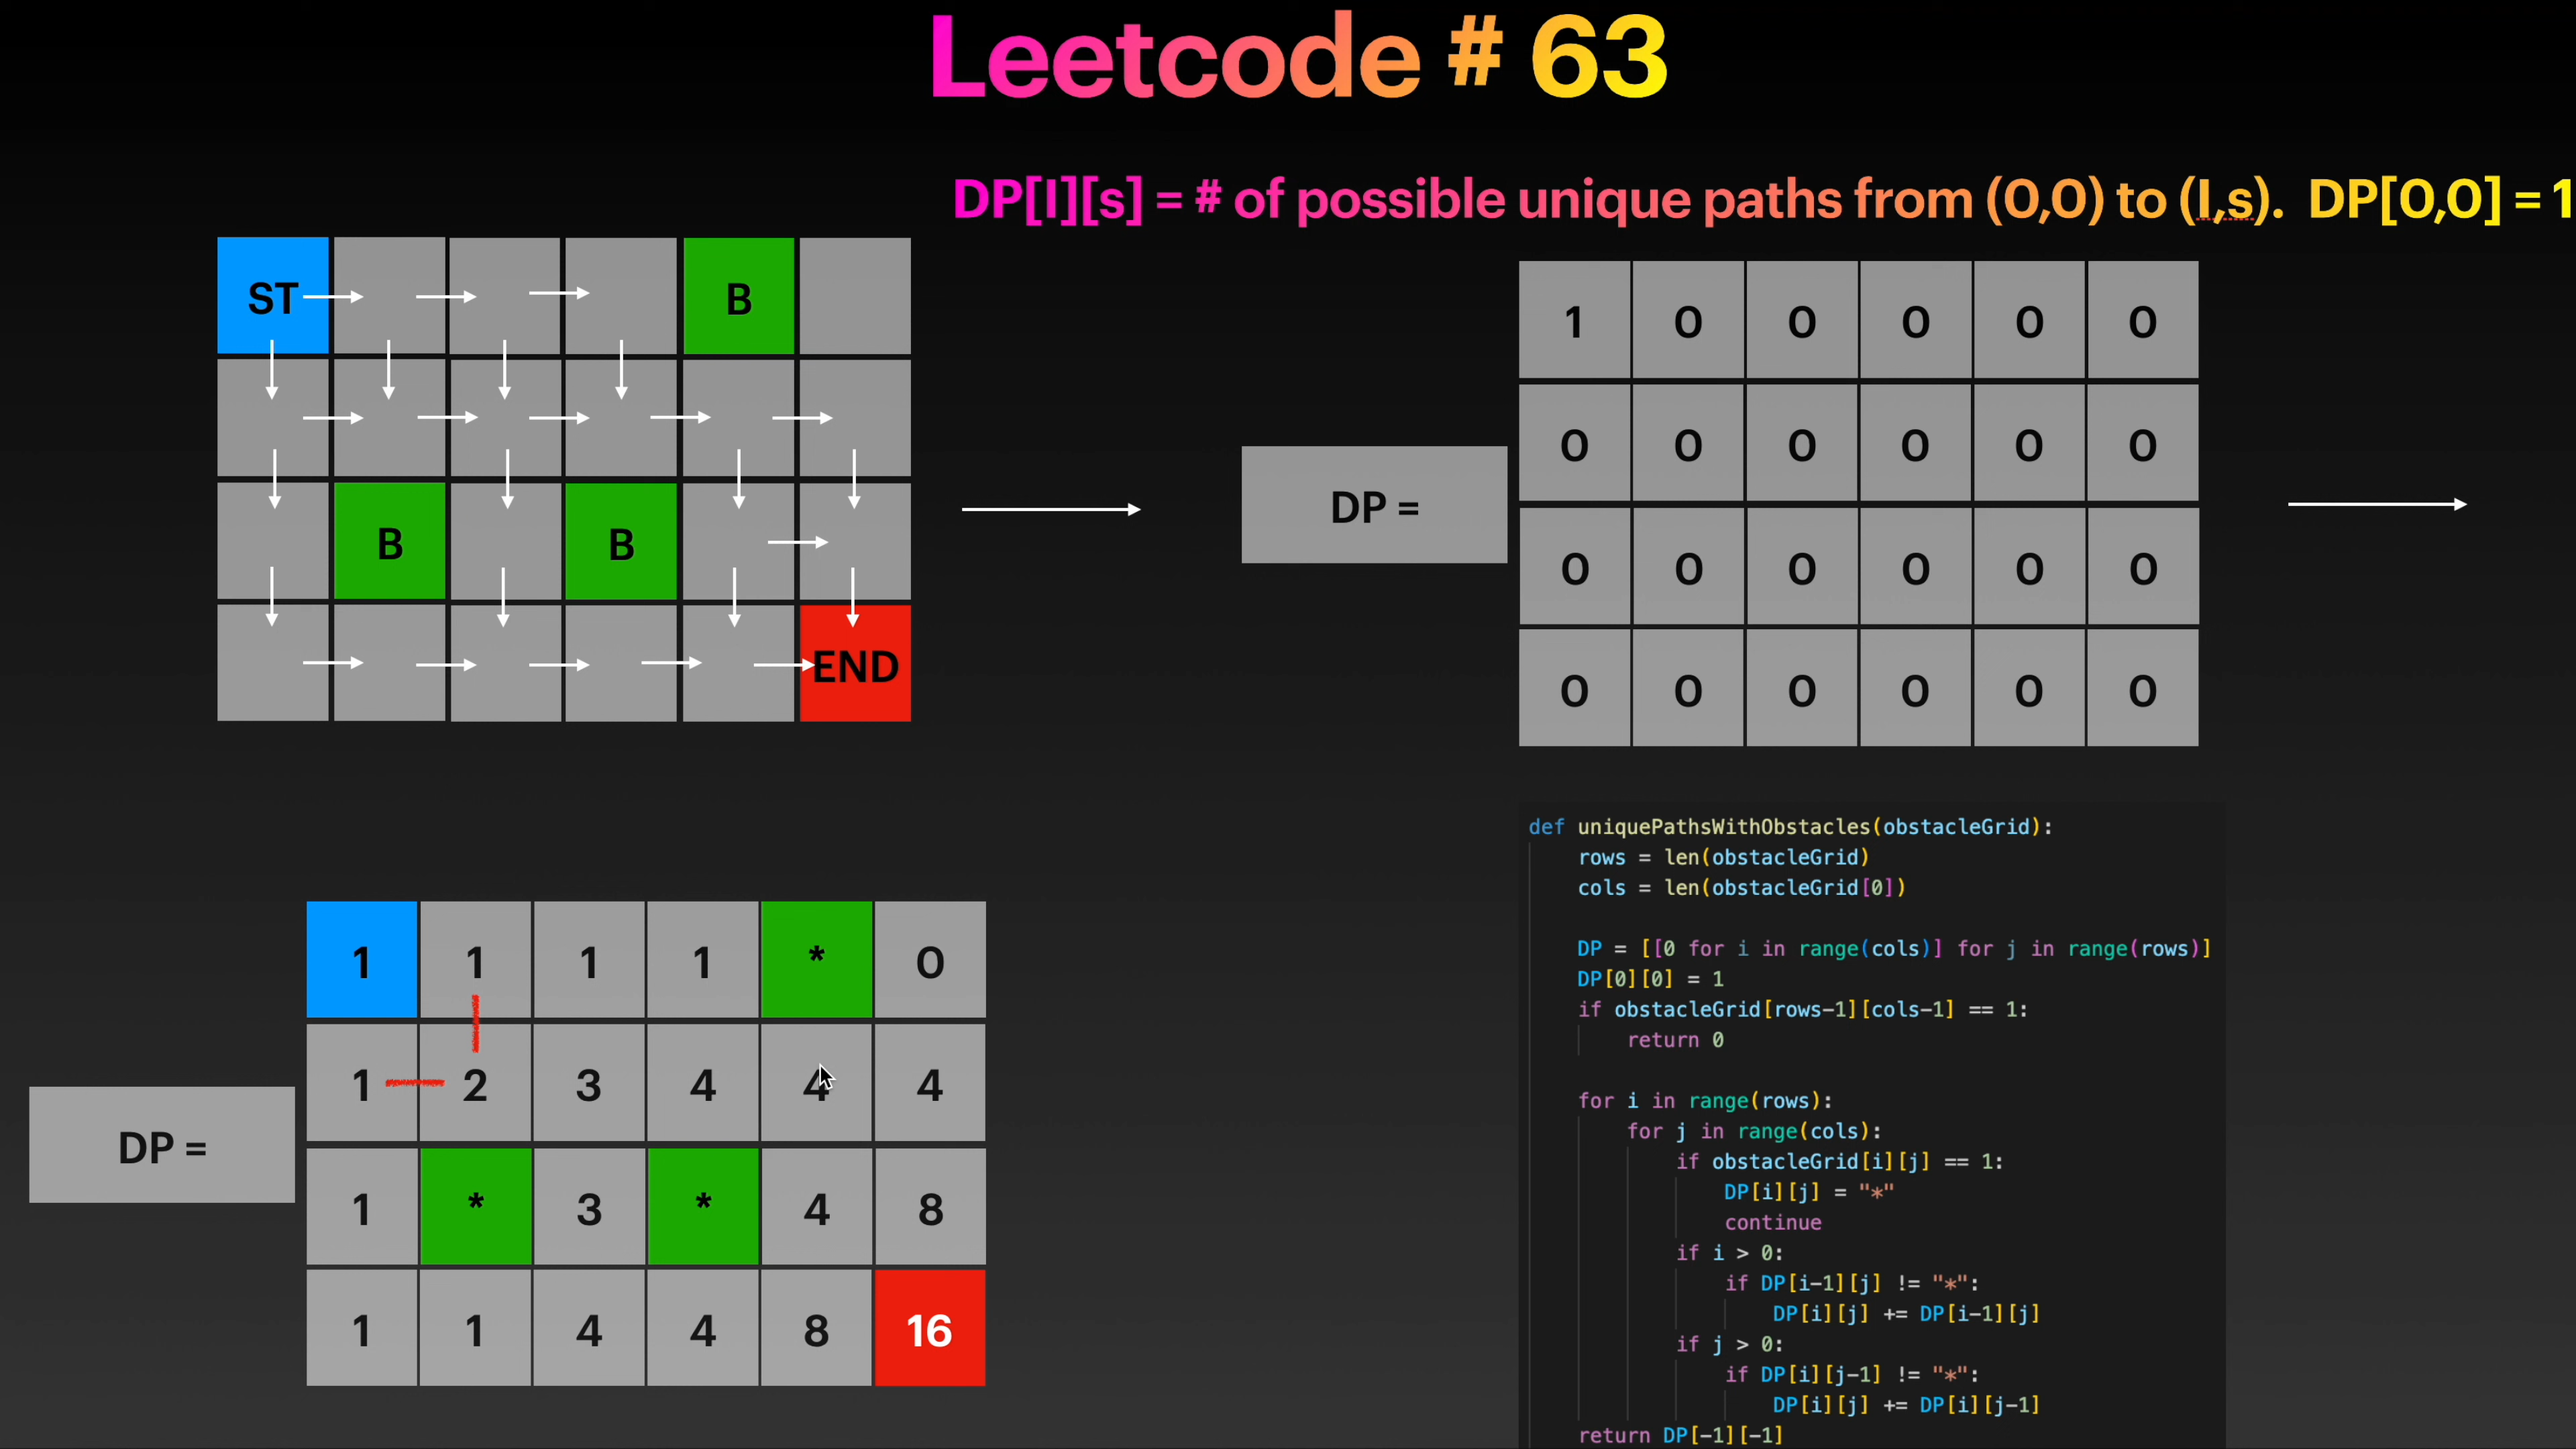 Leetcode # 63
DP[I][s] = # of possible unique paths from (0,0) to (I,s). DP[0,0] = 1
ST B
B B
END
DP =
1 0 0 0 0 0
0 0 0 0 0 0
0 0 0 0 0 0
0 0 0 0 0 0
DP =
1 1 1 1 * 0
1 2 3 4 4 4
1 * 3 * 4 8
1 1 4 4 8 16
def uniquePathsWithObstacles(obstacleGrid):
    rows = len(obstacleGrid)
    cols = len(obstacleGrid[0])
    DP = [[0 for i in range(cols)] for j in range(rows)]
    DP[0][0] = 1
    if obstacleGrid[rows-1][cols-1] == 1:
        return 0
    for i in range(rows):
        for j in range(cols):
            if obstacleGrid[i][j] == 1:
                DP[i][j] = "*"
                continue
            if i > 0:
                if DP[i-1][j] != "*":
                    DP[i][j] += DP[i-1][j]
            if j > 0:
                if DP[i][j-1] != "*":
                    DP[i][j] += DP[i][j-1]
    return DP[-1][-1]